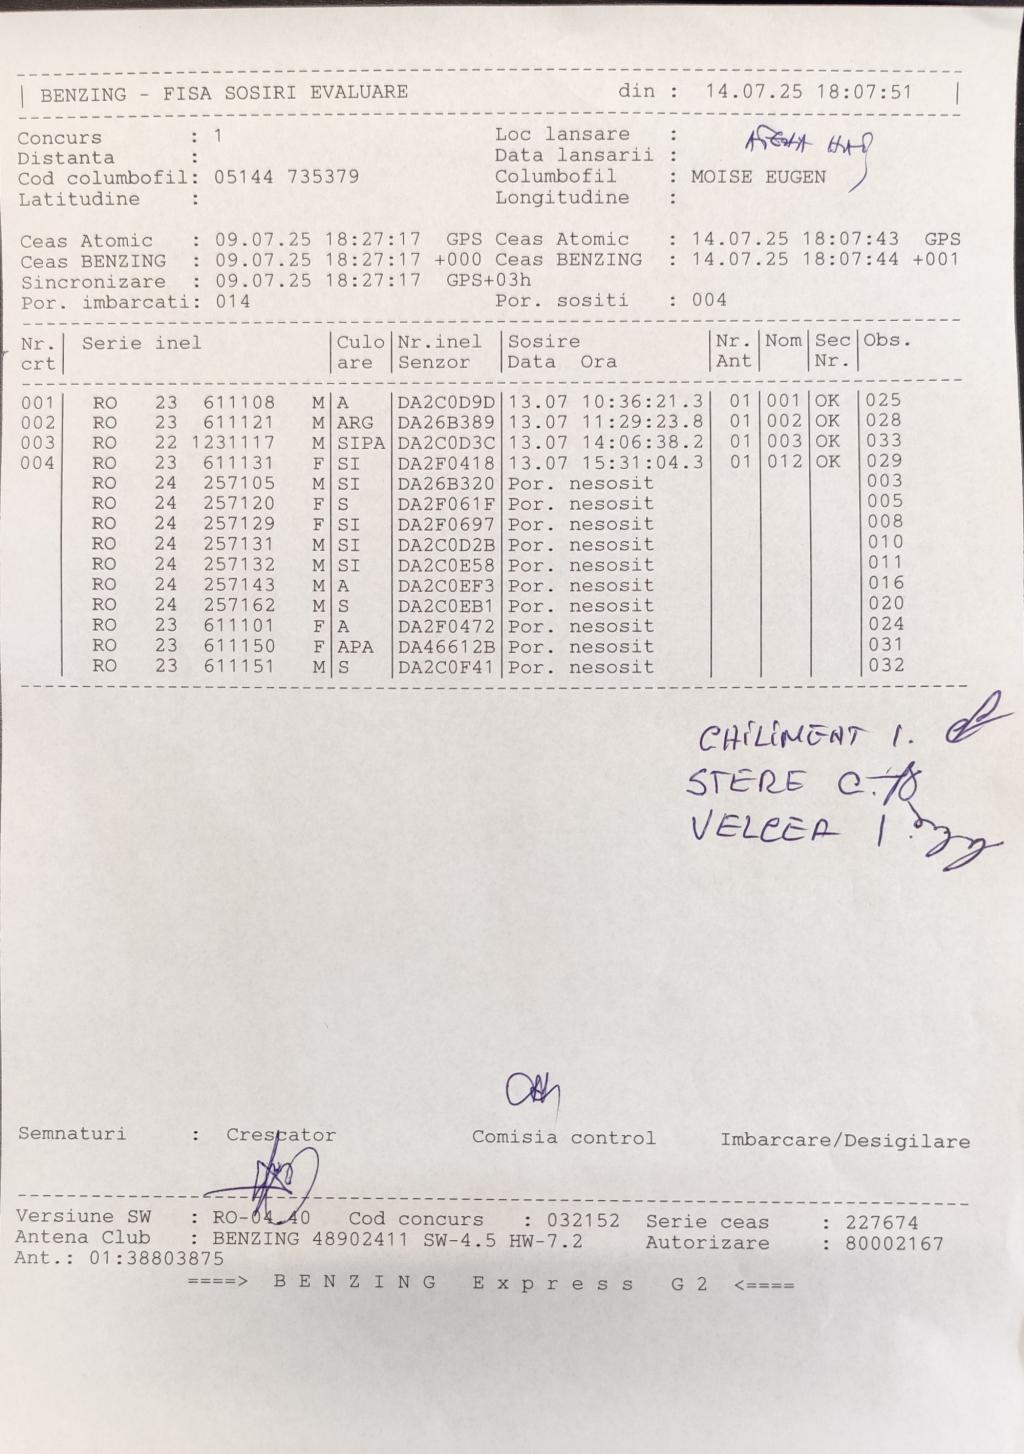 BENZING - FISA SOSIRI EVALUARE din : 14.07.25 18:07:51
Concurs : 1 Loc lansare :
Distanta : Data lansarii :
Cod columbofil: 05144 735379 Columbofil : MOISE EUGEN
Latitudine : Longitudine :
Ceas Atomic : 09.07.25 18:27:17 GPS Ceas Atomic : 14.07.25 18:07:43 GPS
Ceas BENZING : 09.07.25 18:27:17 +000 Ceas BENZING : 14.07.25 18:07:44 +001
Sincronizare : 09.07.25 18:27:17 GPS+03h
Por. imbarcati: 014 Por. sositi : 004
Nr. Serie inel Culo Nr.inel Sosire Nr. Nom Sec Obs.
crt are Senzor Data Ora Ant Nr.
001 RO 23 611108 M A DA2C0D9D 13.07 10:36:21.3 01 001 OK 025
002 RO 23 611121 M ARG DA26B389 13.07 11:29:23.8 01 002 OK 028
003 RO 22 1231117 M SIPA DA2C0D3C 13.07 14:06:38.2 01 003 OK 033
004 RO 23 611131 F SI DA2F0418 13.07 15:31:04.3 01 012 OK 029
RO 24 257105 M SI DA26B320 Por. nesosit 003
RO 24 257120 F S DA2F061F Por. nesosit 005
RO 24 257129 F SI DA2F0697 Por. nesosit 008
RO 24 257131 M SI DA2C0D2B Por. nesosit 010
RO 24 257132 M SI DA2C0E58 Por. nesosit 011
RO 24 257143 M A DA2C0EF3 Por. nesosit 016
RO 24 257162 M S DA2C0EB1 Por. nesosit 020
RO 23 611101 F A DA2F0472 Por. nesosit 024
RO 23 611150 F APA DA46612B Por. nesosit 031
RO 23 611151 M S DA2C0F41 Por. nesosit 032
CHILIMENT I.
STERE C.
VELCEA I.
Semnaturi : Crescator Comisia control Imbarcare/Desigilare
Versiune SW : RO-04.40 Cod concurs : 032152 Serie ceas : 227674
Antena Club : BENZING 48902411 SW-4.5 HW-7.2 Autorizare : 80002167
Ant.: 01:38803875
====> B E N Z I N G E x p r e s s G 2 <====